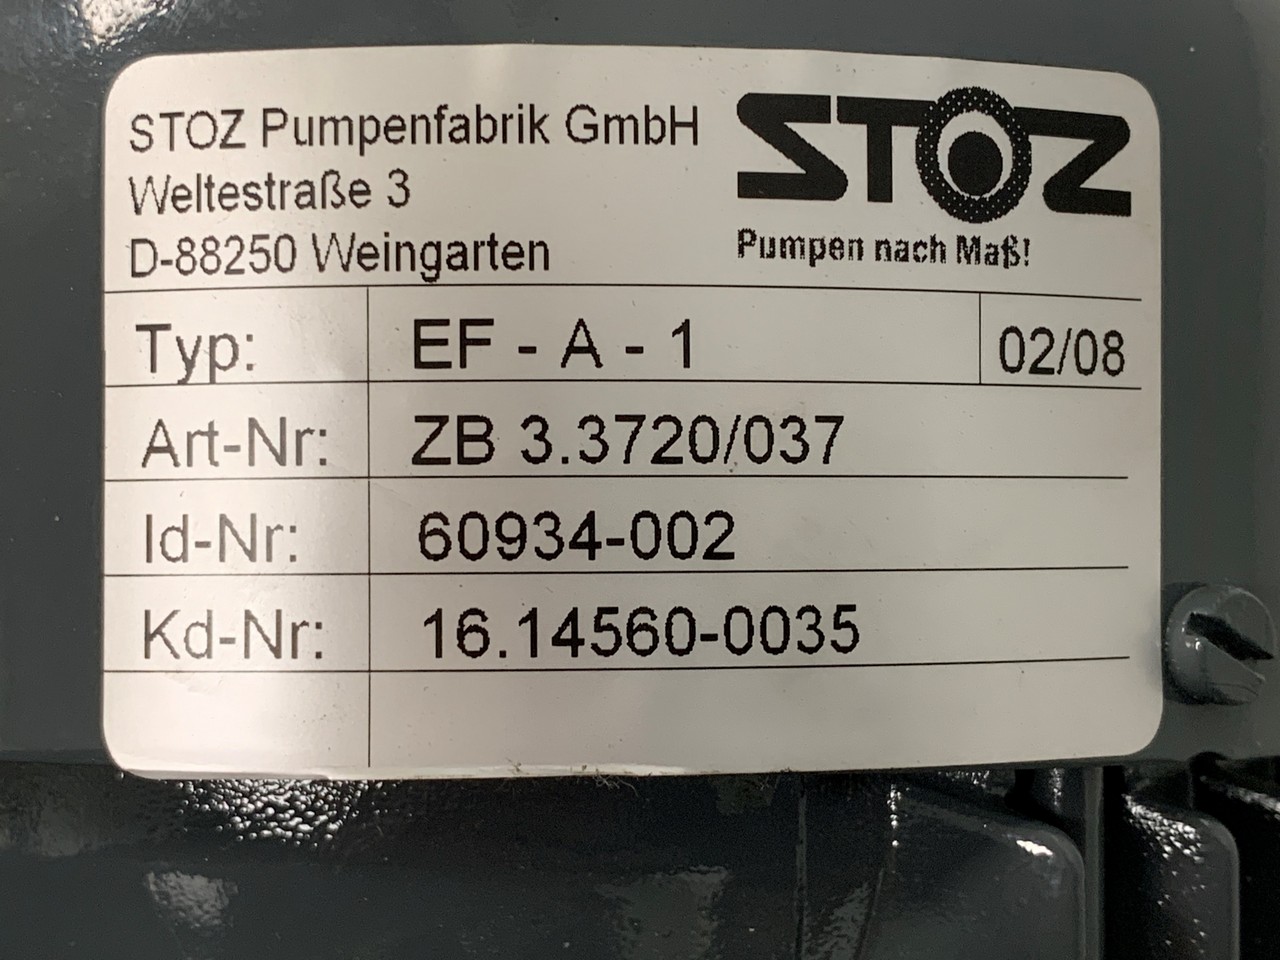 STOZ Pumpenfabrik GmbH
Weltestraße 3
D-88250 Weingarten
STOZ
Pumpen nach Maß!
Typ: EF - A - 1 02/08
Art-Nr: ZB 3.3720/037
Id-Nr: 60934-002
Kd-Nr: 16.14560-0035